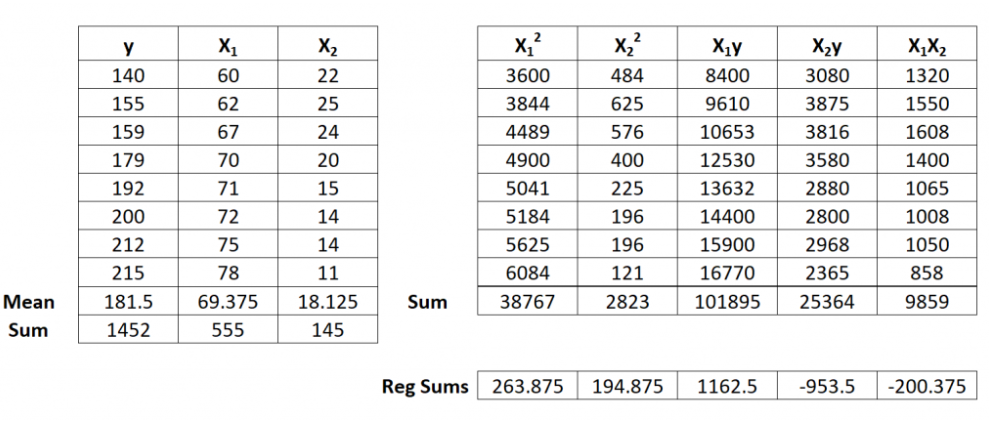 y X₁ X₂ X₁² X₂² X₁y X₂y X₁X₂
140 60 22 3600 484 8400 3080 1320
155 62 25 3844 625 9610 3875 1550
159 67 24 4489 576 10653 3816 1608
179 70 20 4900 400 12530 3580 1400
192 71 15 5041 225 13632 2880 1065
200 72 14 5184 196 14400 2800 1008
212 75 14 5625 196 15900 2968 1050
215 78 11 6084 121 16770 2365 858
Mean 181.5 69.375 18.125 Sum 38767 2823 101895 25364 9859
Sum 1452 555 145
Reg Sums 263.875 194.875 1162.5 -953.5 -200.375